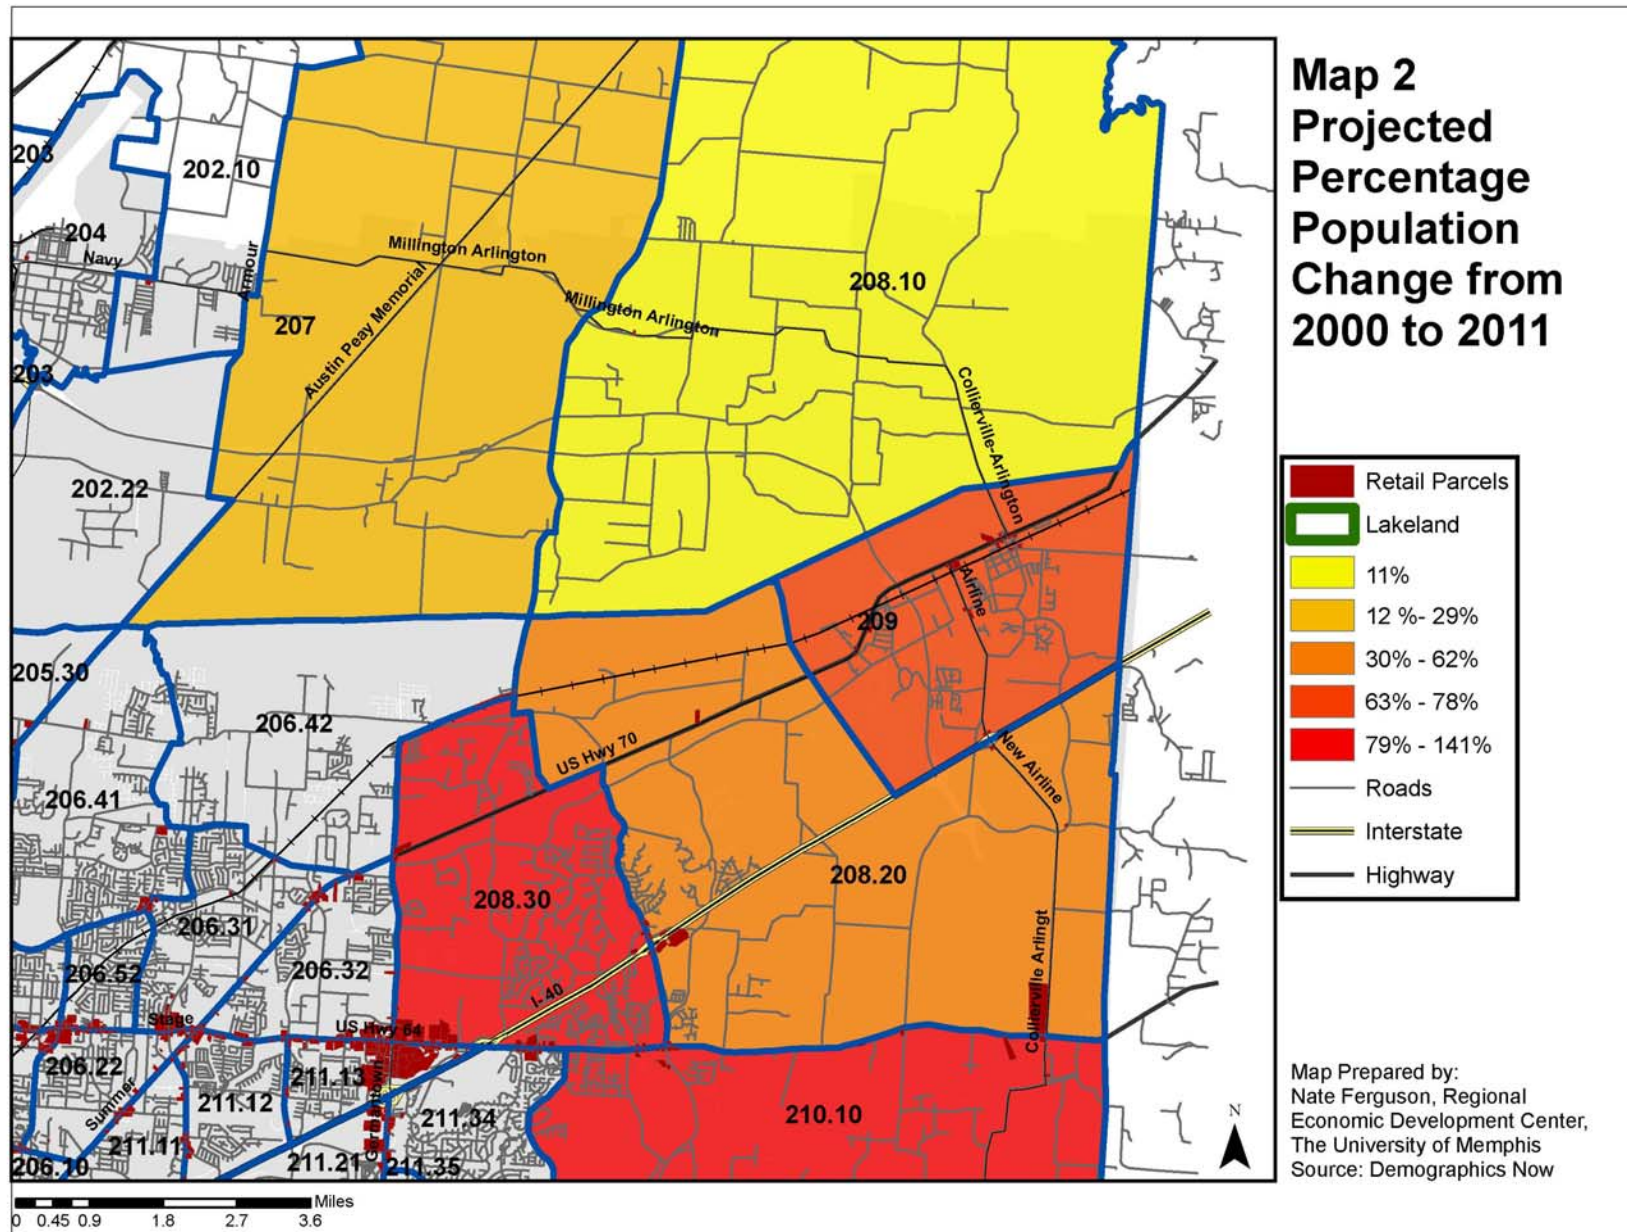 Map 2
Projected
Percentage
Population
Change from
2000 to 2011
Retail Parcels
Lakeland
11%
12 %- 29%
30% - 62%
63% - 78%
79% - 141%
Roads
Interstate
Highway
203
202.10
204
Navy
Armour
Millington Arlington
Austin Peay Memorial
207
Millington Arlington
208.10
203
Collierville-Arlington
202.22
Airline
209
205.30
206.42
US Hwy 70
New Airline
206.41
208.20
208.30
206.31
206.52
206.32
I-40
Collierville Arlingt
Stage
US Hwy 64
206.22
211.13
Summer
211.12
Germantown
211.34
210.10
211.11
206.10
211.21
211.35
N
Map Prepared by:
Nate Ferguson, Regional
Economic Development Center,
The University of Memphis
Source: Demographics Now
Miles
0 0.45 0.9 1.8 2.7 3.6